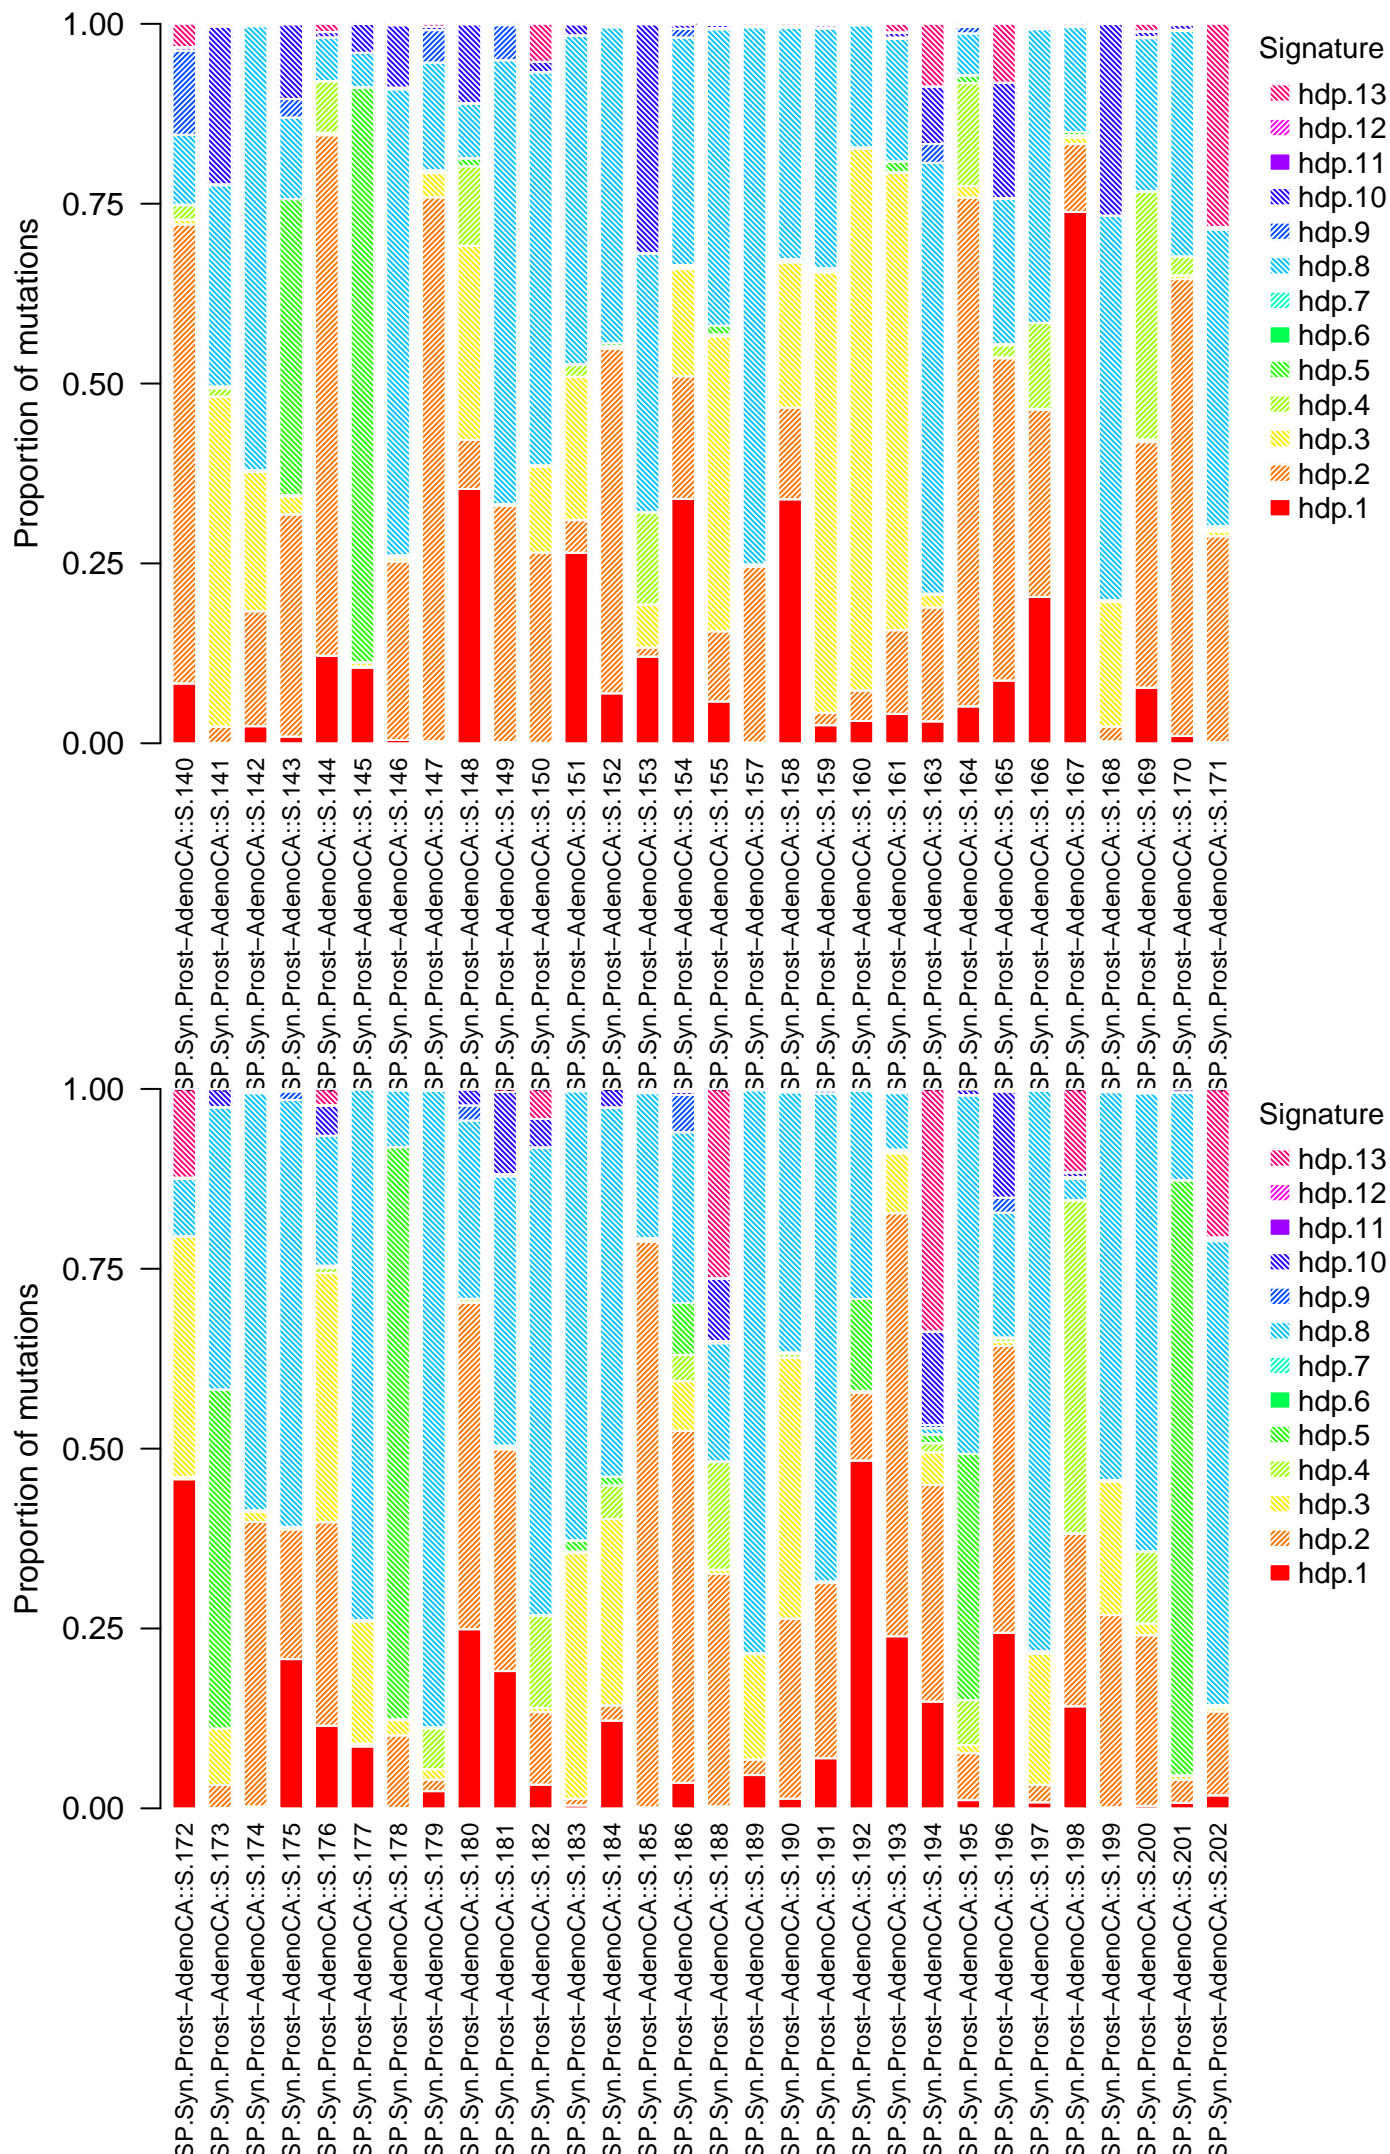 Proportion of mutations
1.00
0.75
0.50
0.25
0.00
SP.Syn.Prost−AdenoCA::S.140
SP.Syn.Prost−AdenoCA::S.141
SP.Syn.Prost−AdenoCA::S.142
SP.Syn.Prost−AdenoCA::S.143
SP.Syn.Prost−AdenoCA::S.144
SP.Syn.Prost−AdenoCA::S.145
SP.Syn.Prost−AdenoCA::S.146
SP.Syn.Prost−AdenoCA::S.147
SP.Syn.Prost−AdenoCA::S.148
SP.Syn.Prost−AdenoCA::S.149
SP.Syn.Prost−AdenoCA::S.150
SP.Syn.Prost−AdenoCA::S.151
SP.Syn.Prost−AdenoCA::S.152
SP.Syn.Prost−AdenoCA::S.153
SP.Syn.Prost−AdenoCA::S.154
SP.Syn.Prost−AdenoCA::S.155
SP.Syn.Prost−AdenoCA::S.157
SP.Syn.Prost−AdenoCA::S.158
SP.Syn.Prost−AdenoCA::S.159
SP.Syn.Prost−AdenoCA::S.160
SP.Syn.Prost−AdenoCA::S.161
SP.Syn.Prost−AdenoCA::S.163
SP.Syn.Prost−AdenoCA::S.164
SP.Syn.Prost−AdenoCA::S.165
SP.Syn.Prost−AdenoCA::S.166
SP.Syn.Prost−AdenoCA::S.167
SP.Syn.Prost−AdenoCA::S.168
SP.Syn.Prost−AdenoCA::S.169
SP.Syn.Prost−AdenoCA::S.170
SP.Syn.Prost−AdenoCA::S.171
Signature
hdp.13
hdp.12
hdp.11
hdp.10
hdp.9
hdp.8
hdp.7
hdp.6
hdp.5
hdp.4
hdp.3
hdp.2
hdp.1
Proportion of mutations
1.00
0.75
0.50
0.25
0.00
SP.Syn.Prost−AdenoCA::S.172
SP.Syn.Prost−AdenoCA::S.173
SP.Syn.Prost−AdenoCA::S.174
SP.Syn.Prost−AdenoCA::S.175
SP.Syn.Prost−AdenoCA::S.176
SP.Syn.Prost−AdenoCA::S.177
SP.Syn.Prost−AdenoCA::S.178
SP.Syn.Prost−AdenoCA::S.179
SP.Syn.Prost−AdenoCA::S.180
SP.Syn.Prost−AdenoCA::S.181
SP.Syn.Prost−AdenoCA::S.182
SP.Syn.Prost−AdenoCA::S.183
SP.Syn.Prost−AdenoCA::S.184
SP.Syn.Prost−AdenoCA::S.185
SP.Syn.Prost−AdenoCA::S.186
SP.Syn.Prost−AdenoCA::S.188
SP.Syn.Prost−AdenoCA::S.189
SP.Syn.Prost−AdenoCA::S.190
SP.Syn.Prost−AdenoCA::S.191
SP.Syn.Prost−AdenoCA::S.192
SP.Syn.Prost−AdenoCA::S.193
SP.Syn.Prost−AdenoCA::S.194
SP.Syn.Prost−AdenoCA::S.195
SP.Syn.Prost−AdenoCA::S.196
SP.Syn.Prost−AdenoCA::S.197
SP.Syn.Prost−AdenoCA::S.198
SP.Syn.Prost−AdenoCA::S.199
SP.Syn.Prost−AdenoCA::S.200
SP.Syn.Prost−AdenoCA::S.201
SP.Syn.Prost−AdenoCA::S.202
Signature
hdp.13
hdp.12
hdp.11
hdp.10
hdp.9
hdp.8
hdp.7
hdp.6
hdp.5
hdp.4
hdp.3
hdp.2
hdp.1